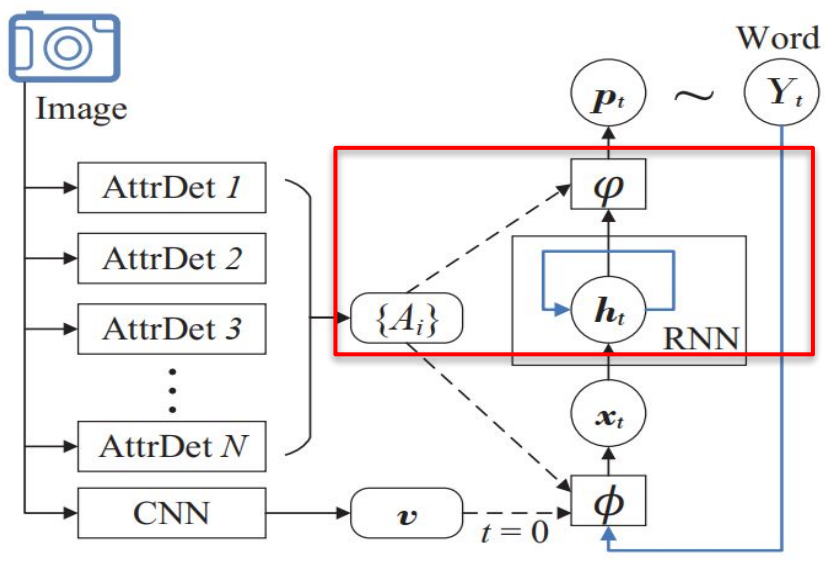 Word
Image
p_t ~ Y_t
AttrDet 1
φ
AttrDet 2
AttrDet 3
{A_i}
h_t
RNN
⋮
x_t
AttrDet N
CNN
v
t = 0
ϕ